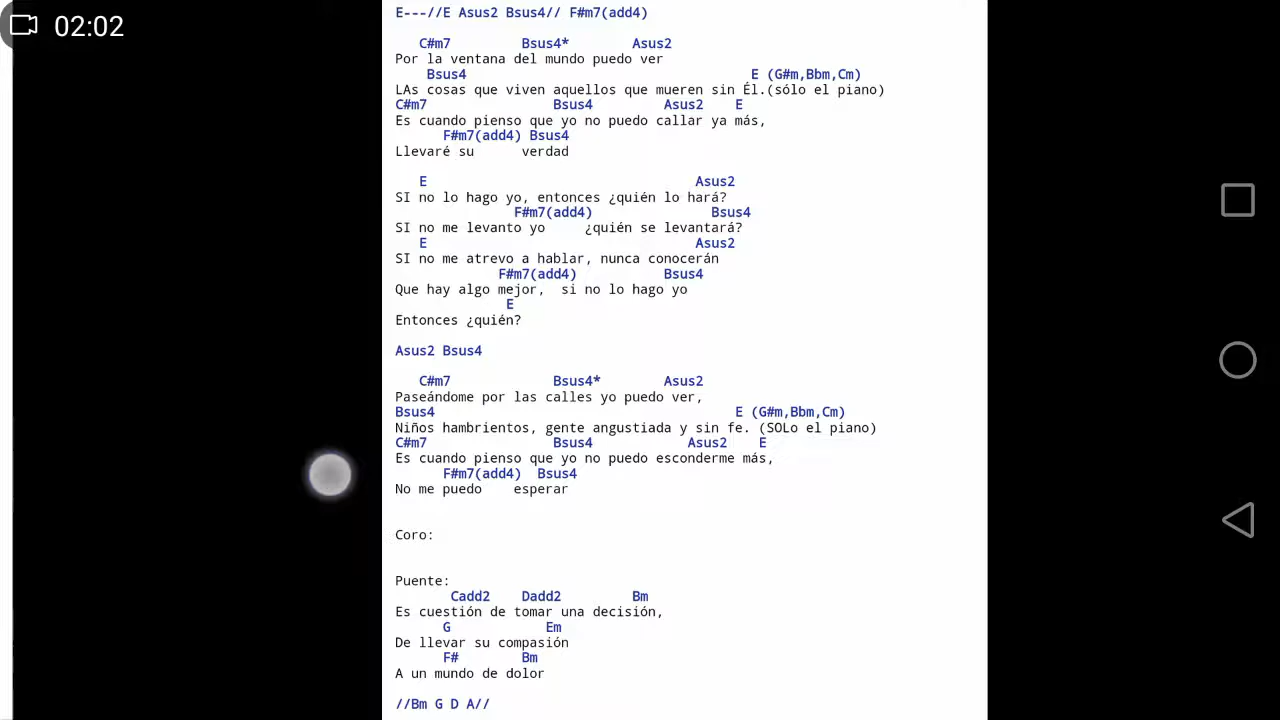 02:02
E---//E Asus2 Bsus4// F#m7(add4)
C#m7 Bsus4* Asus2
Por la ventana del mundo puedo ver
Bsus4 E (G#m,Bbm,Cm)
LAs cosas que viven aquellos que mueren sin Él.(sólo el piano)
C#m7 Bsus4 Asus2 E
Es cuando pienso que yo no puedo callar ya más,
F#m7(add4) Bsus4
Llevaré su verdad
E Asus2
SI no lo hago yo, entonces ¿quién lo hará?
F#m7(add4) Bsus4
SI no me levanto yo ¿quién se levantará?
E Asus2
SI no me atrevo a hablar, nunca conocerán
F#m7(add4) Bsus4
Que hay algo mejor, si no lo hago yo
E
Entonces ¿quién?
Asus2 Bsus4
C#m7 Bsus4* Asus2
Paseándome por las calles yo puedo ver,
Bsus4 E (G#m,Bbm,Cm)
Niños hambrientos, gente angustiada y sin fe. (SOLo el piano)
C#m7 Bsus4 Asus2 E
Es cuando pienso que yo no puedo esconderme más,
F#m7(add4) Bsus4
No me puedo esperar
Coro:
Puente:
Cadd2 Dadd2 Bm
Es cuestión de tomar una decisión,
G Em
De llevar su compasión
F# Bm
A un mundo de dolor
//Bm G D A//